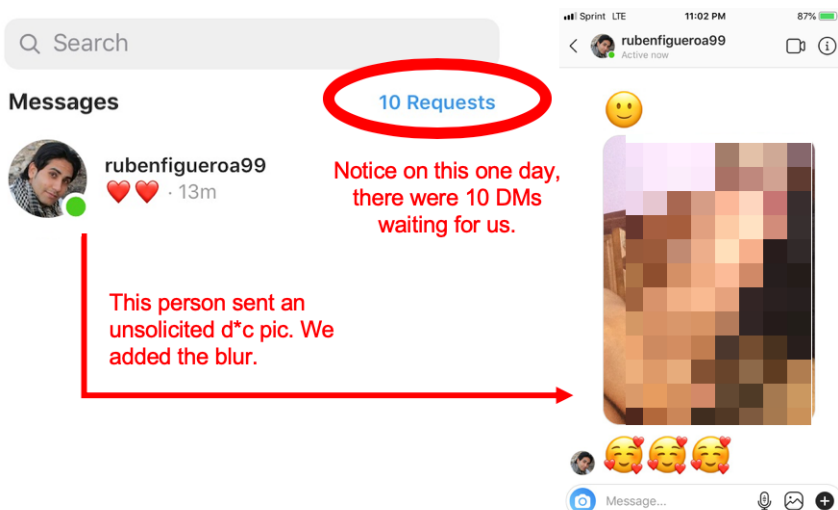 Search
Messages
10 Requests
rubenfigueroa99
· 13m
Notice on this one day,
there were 10 DMs
waiting for us.
This person sent an
unsolicited d*c pic. We
added the blur.
Sprint LTE
11:02 PM
87%
rubenfigueroa99
Active now
Message...